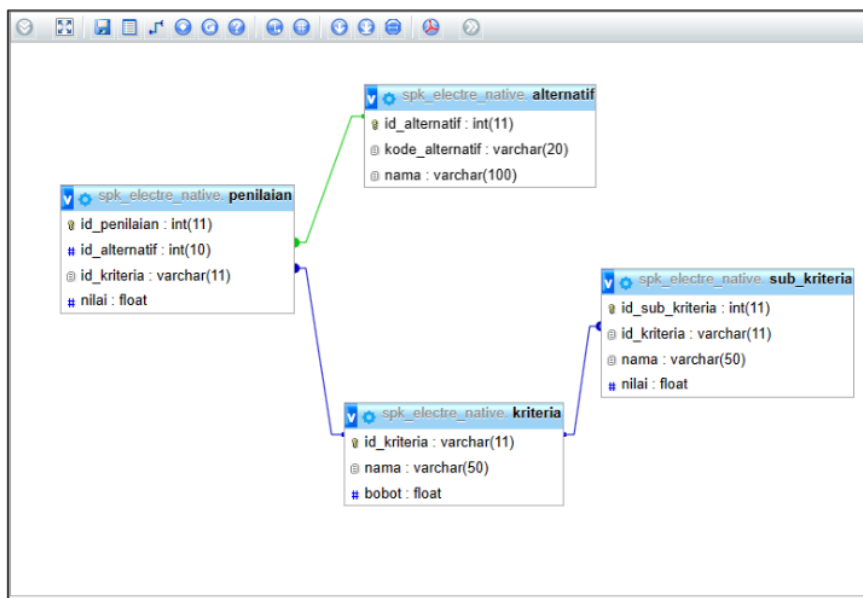 spk_electre_native. alternatif
id_alternatif : int(11)
kode_alternatif : varchar(20)
nama : varchar(100)
spk_electre_native. penilaian
id_penilaian : int(11)
id_alternatif : int(10)
id_kriteria : varchar(11)
nilai : float
spk_electre_native. sub_kriteria
id_sub_kriteria : int(11)
id_kriteria : varchar(11)
nama : varchar(50)
nilai : float
spk_electre_native. kriteria
id_kriteria : varchar(11)
nama : varchar(50)
bobot : float